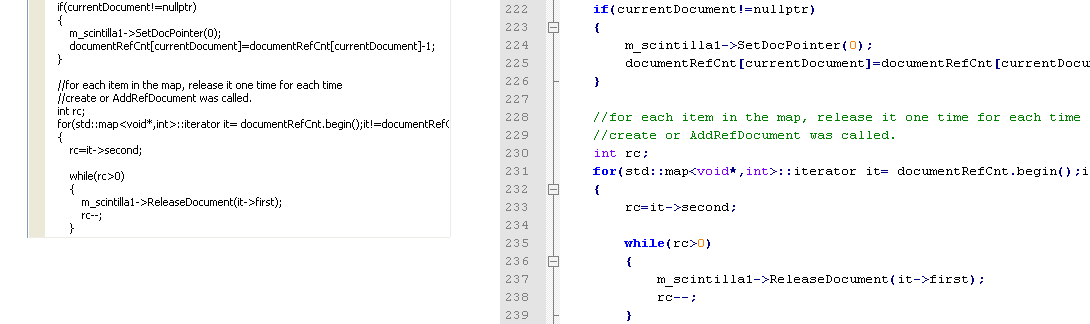 if(currentDocument!=nullptr)
{
m_scintilla1->SetDocPointer(0);
documentRefCnt[currentDocument]=documentRefCnt[currentDocument]-1;
}
//for each item in the map, release it one time for each time
//create or AddRefDocument was called.
int rc;
for(std::map<void*,int>::iterator it= documentRefCnt.begin();it!=documentRefC
{
rc=it->second;
while(rc>0)
{
m_scintilla1->ReleaseDocument(it->first);
rc--;
}
222 if(currentDocument!=nullptr)
223 {
224 m_scintilla1->SetDocPointer(0);
225 documentRefCnt[currentDocument]=documentRefCnt[currentDocu
226 }
227
228 //for each item in the map, release it one time for each time
229 //create or AddRefDocument was called.
230 int rc;
231 for(std::map<void*,int>::iterator it= documentRefCnt.begin();i
232 {
233 rc=it->second;
234
235 while(rc>0)
236 {
237 m_scintilla1->ReleaseDocument(it->first);
238 rc--;
239 }